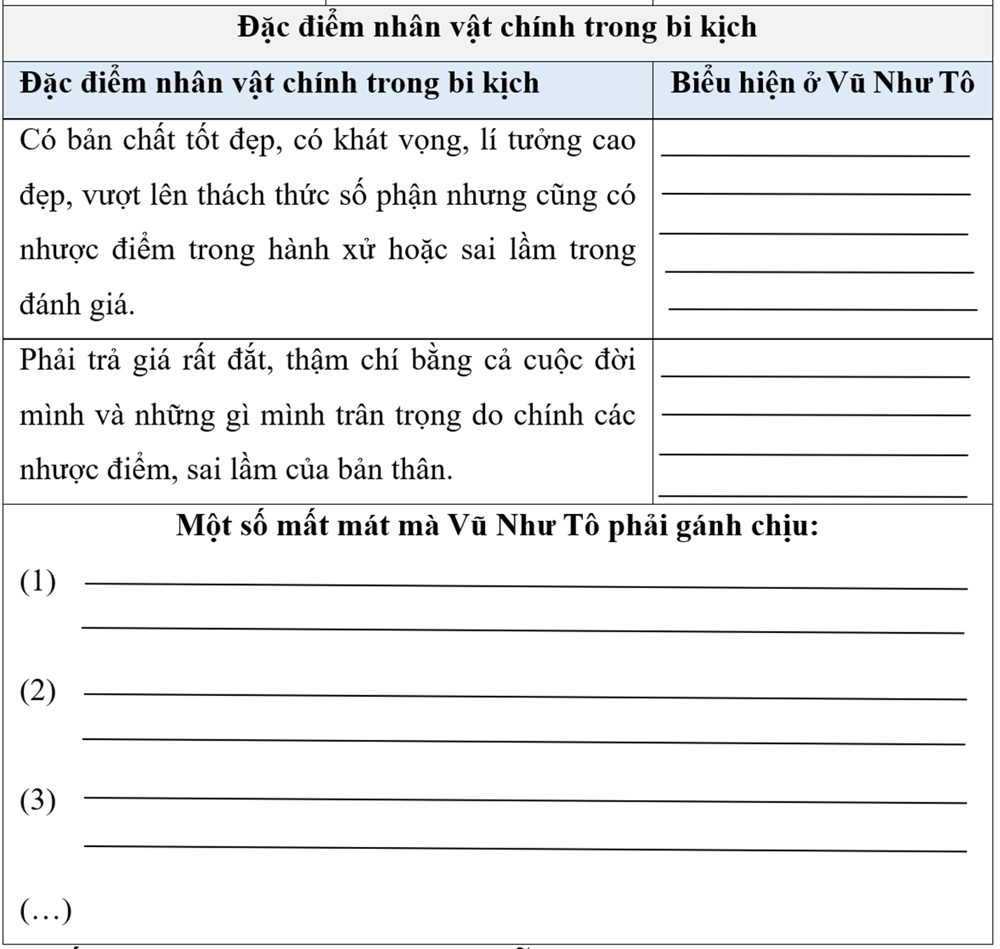 Đặc điểm nhân vật chính trong bi kịch
Đặc điểm nhân vật chính trong bi kịch
Biểu hiện ở Vũ Như Tô
Có bản chất tốt đẹp, có khát vọng, lí tưởng cao
đẹp, vượt lên thách thức số phận nhưng cũng có
nhược điểm trong hành xử hoặc sai lầm trong
đánh giá.
Phải trả giá rất đắt, thậm chí bằng cả cuộc đời
mình và những gì mình trân trọng do chính các
nhược điểm, sai lầm của bản thân.
Một số mất mát mà Vũ Như Tô phải gánh chịu:
(1)
(2)
(3)
(…)